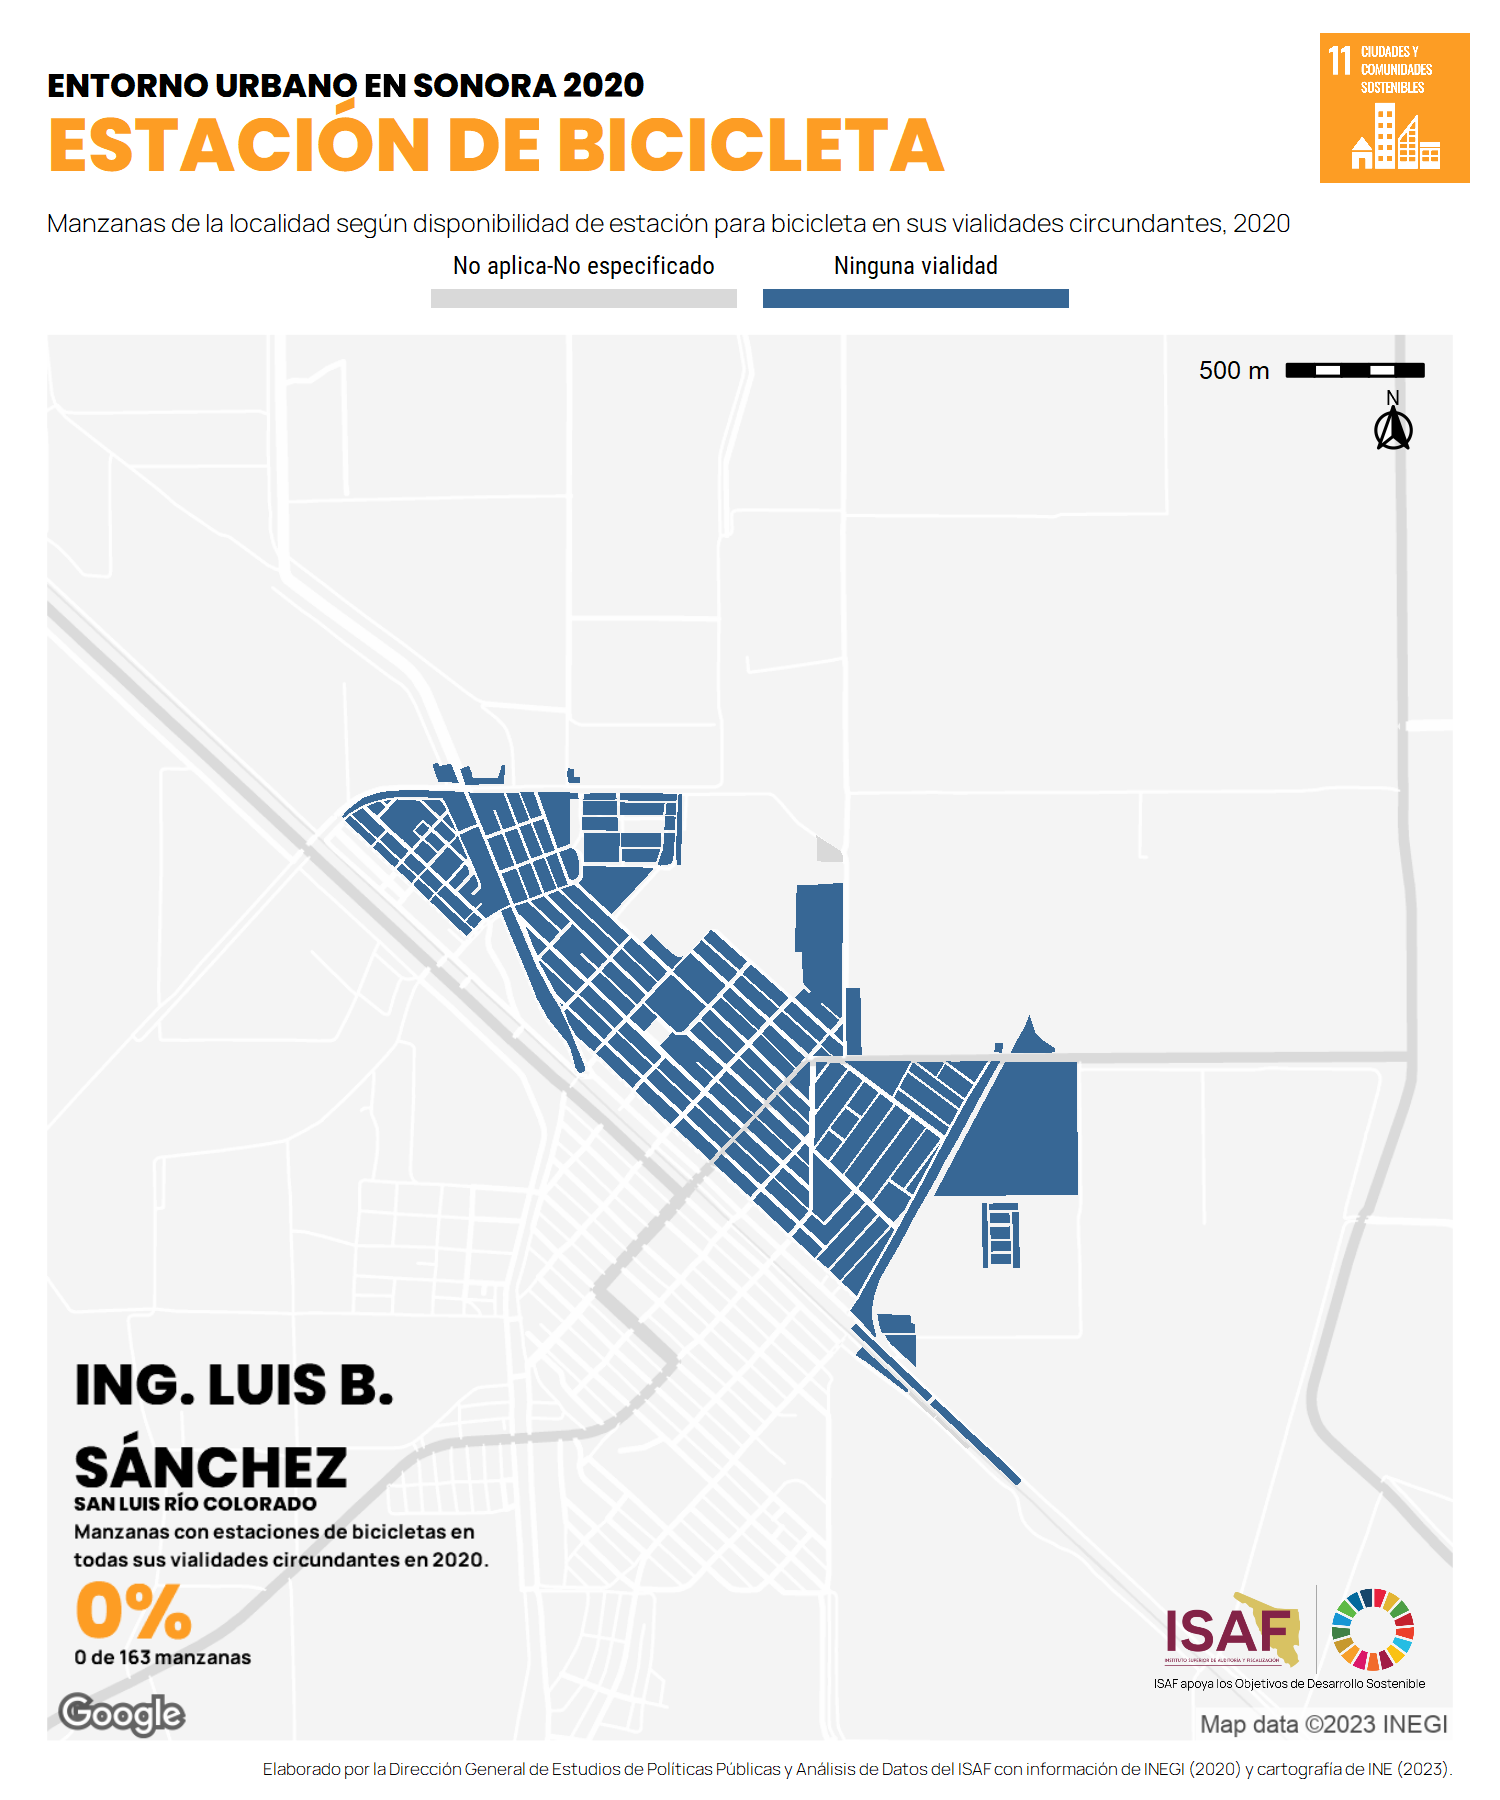 ENTORNO URBANO EN SONORA 2020
ESTACIÓN DE BICICLETA
11 CIUDADES Y
COMUNIDADES
SOSTENIBLES
Manzanas de la localidad según disponibilidad de estación para bicicleta en sus vialidades circundantes, 2020
No aplica-No especificado
Ninguna vialidad
500 m
N
ING. LUIS B.
SÁNCHEZ
SAN LUIS RÍO COLORADO
Manzanas con estaciones de bicicletas en
todas sus vialidades circundantes en 2020.
0%
0 de 163 manzanas
ISAF
INSTITUTO SUPERIOR DE AUDITORÍA Y FISCALIZACIÓN
ISAF apoya los Objetivos de Desarrollo Sostenible
Google
Map data ©2023 INEGI
Elaborado por la Dirección General de Estudios de Políticas Públicas y Análisis de Datos del ISAF con información de INEGI (2020) y cartografía de INE (2023).